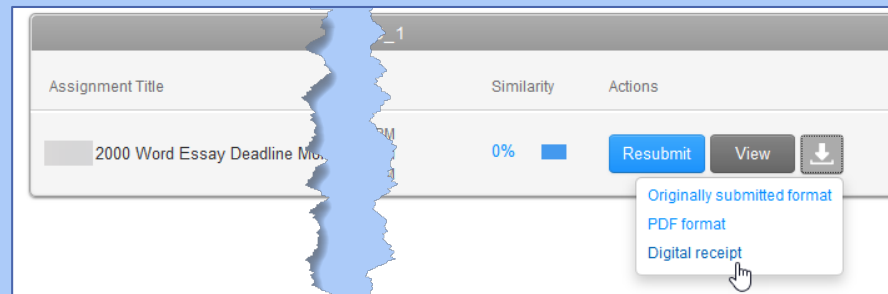 _1
Assignment Title
Similarity
Actions
PM
2000 Word Essay Deadline
0%
Resubmit
View
Originally submitted format
PDF format
Digital receipt